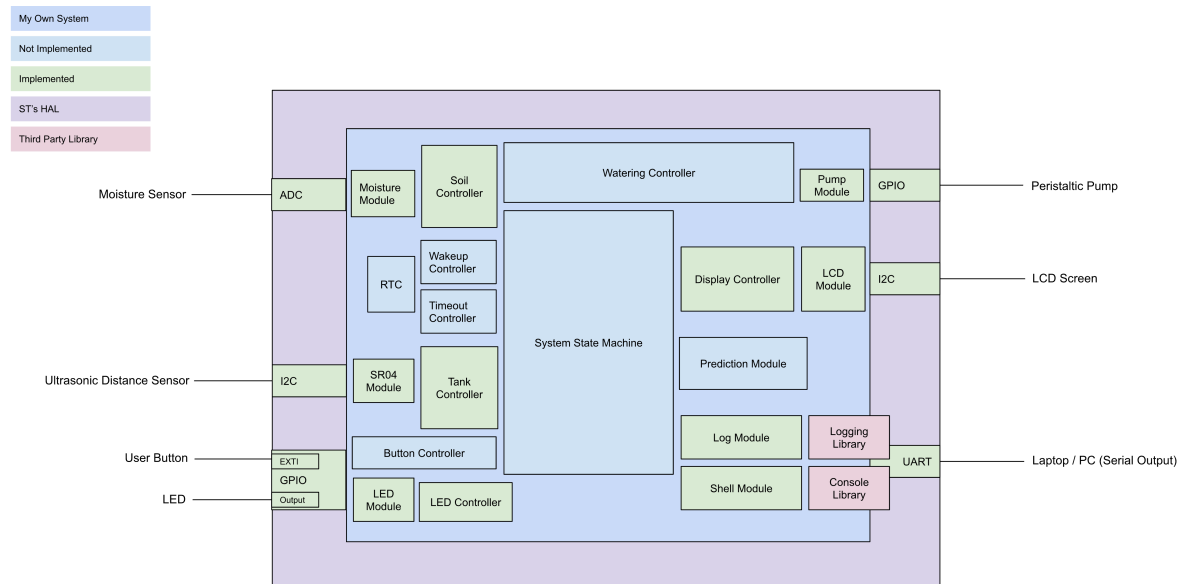 My Own System
Not Implemented
Implemented
ST's HAL
Third Party Library
Moisture Sensor
ADC
Moisture
Module
Soil
Controller
Watering Controller
Pump
Module
GPIO
Peristaltic Pump
RTC
Wakeup
Controller
Timeout
Controller
System State Machine
Display Controller
LCD
Module
I2C
LCD Screen
Prediction Module
Ultrasonic Distance Sensor
I2C
SR04
Module
Tank
Controller
User Button
EXTI
GPIO
Output
LED
Button Controller
LED
Module
LED Controller
Log Module
Logging
Library
Shell Module
Console
Library
UART
Laptop / PC (Serial Output)